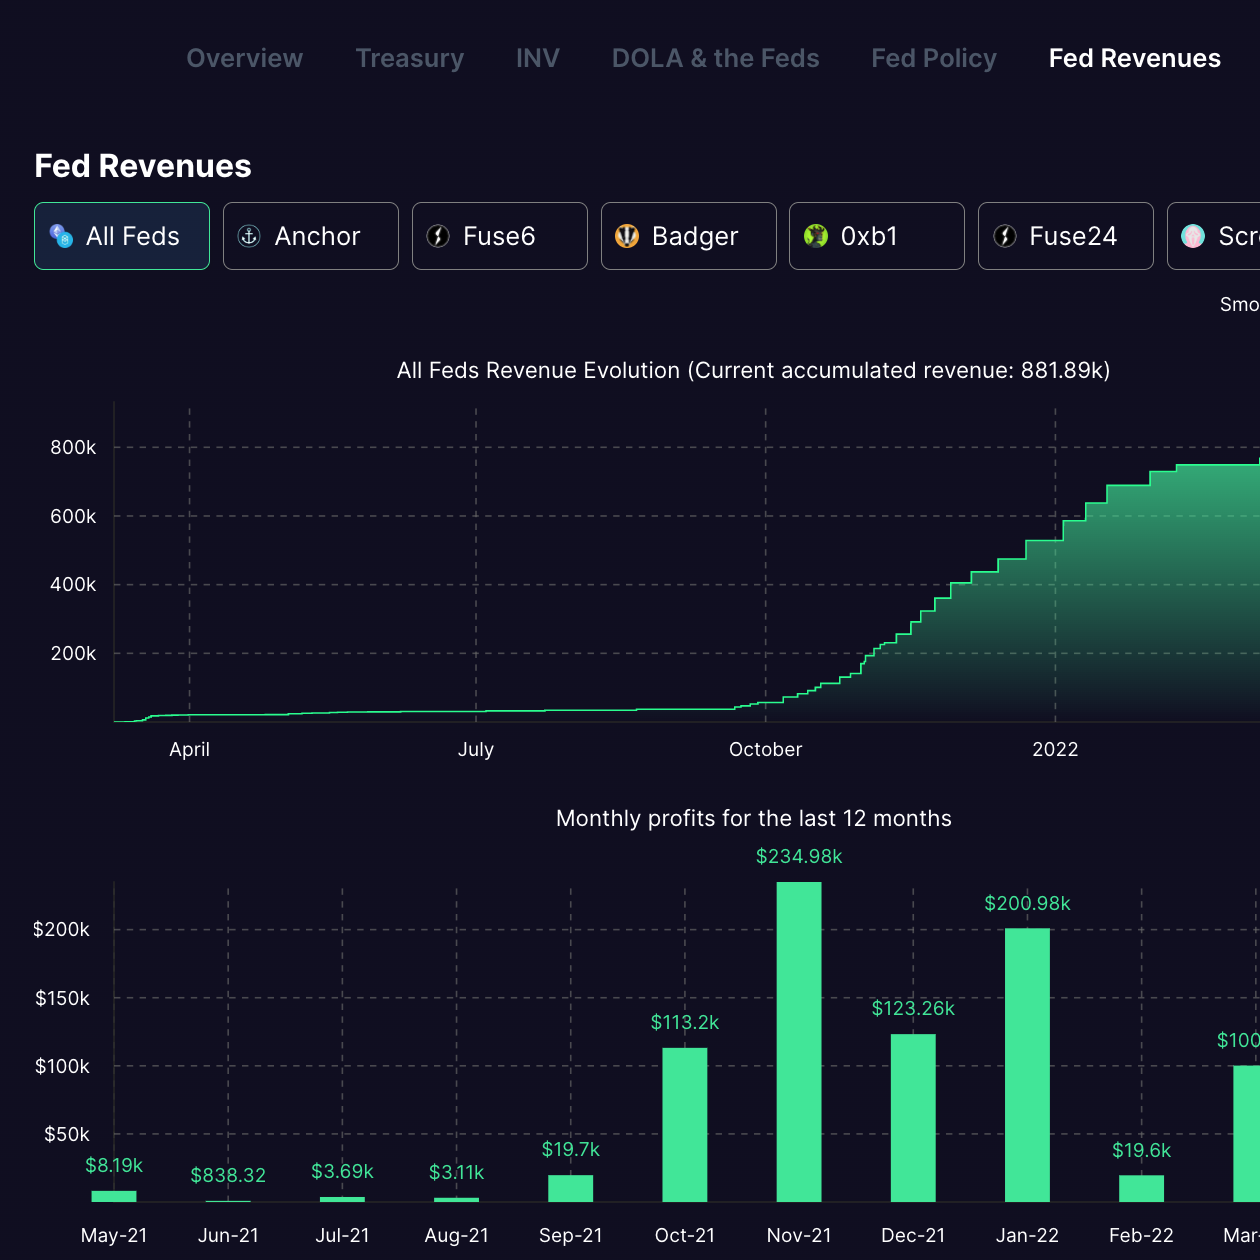 Overview Treasury INV DOLA & the Feds Fed Policy Fed Revenues
Fed Revenues
All Feds Anchor Fuse6 Badger 0xb1 Fuse24 Scr
Smo
All Feds Revenue Evolution (Current accumulated revenue: 881.89k)
800k
600k
400k
200k
April July October 2022
Monthly profits for the last 12 months
$234.98k
$200.98k
$200k
$150k
$123.26k
$113.2k
$100
$100k
$50k
$19.7k
$19.6k
$8.19k
$838.32
$3.69k
$3.11k
May-21 Jun-21 Jul-21 Aug-21 Sep-21 Oct-21 Nov-21 Dec-21 Jan-22 Feb-22 Mar